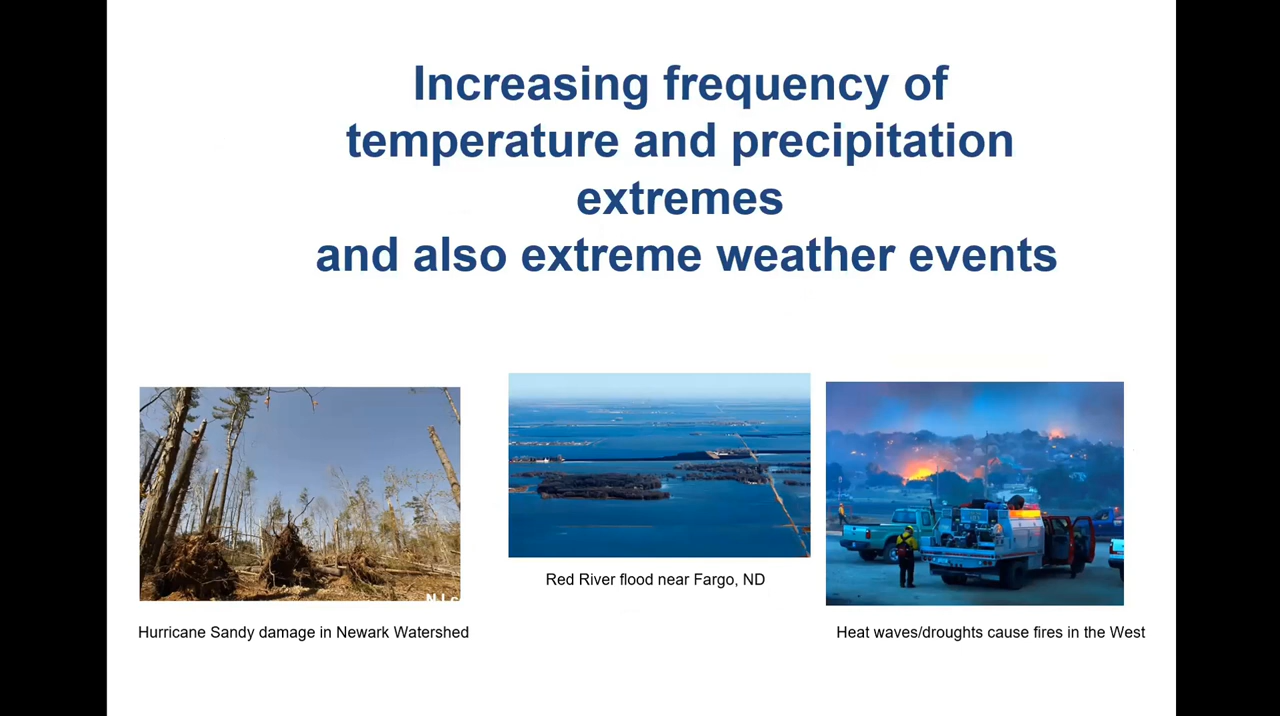 Increasing frequency of
temperature and precipitation
extremes
and also extreme weather events
Red River flood near Fargo, ND
Hurricane Sandy damage in Newark Watershed
Heat waves/droughts cause fires in the West